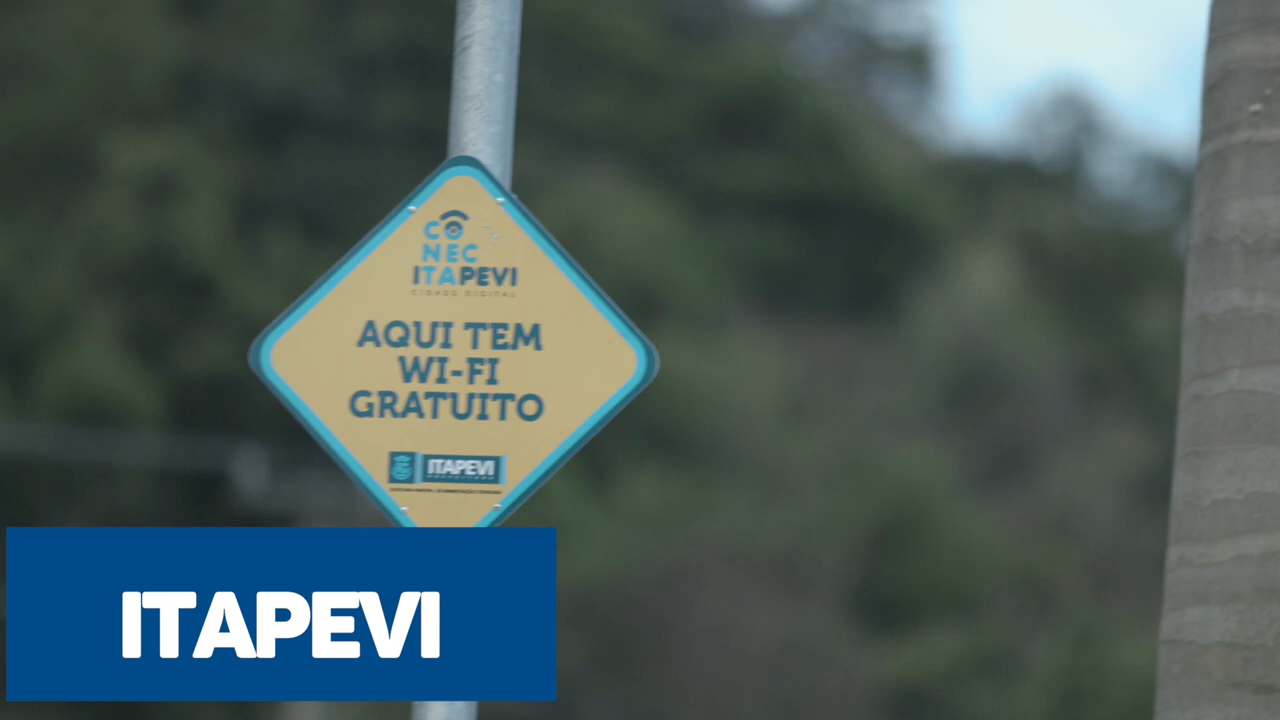 CO
NEC
ITAPEVI
CIDADE DIGITAL
AQUI TEM
WI-FI
GRATUITO
ITAPEVI
ITAPEVI